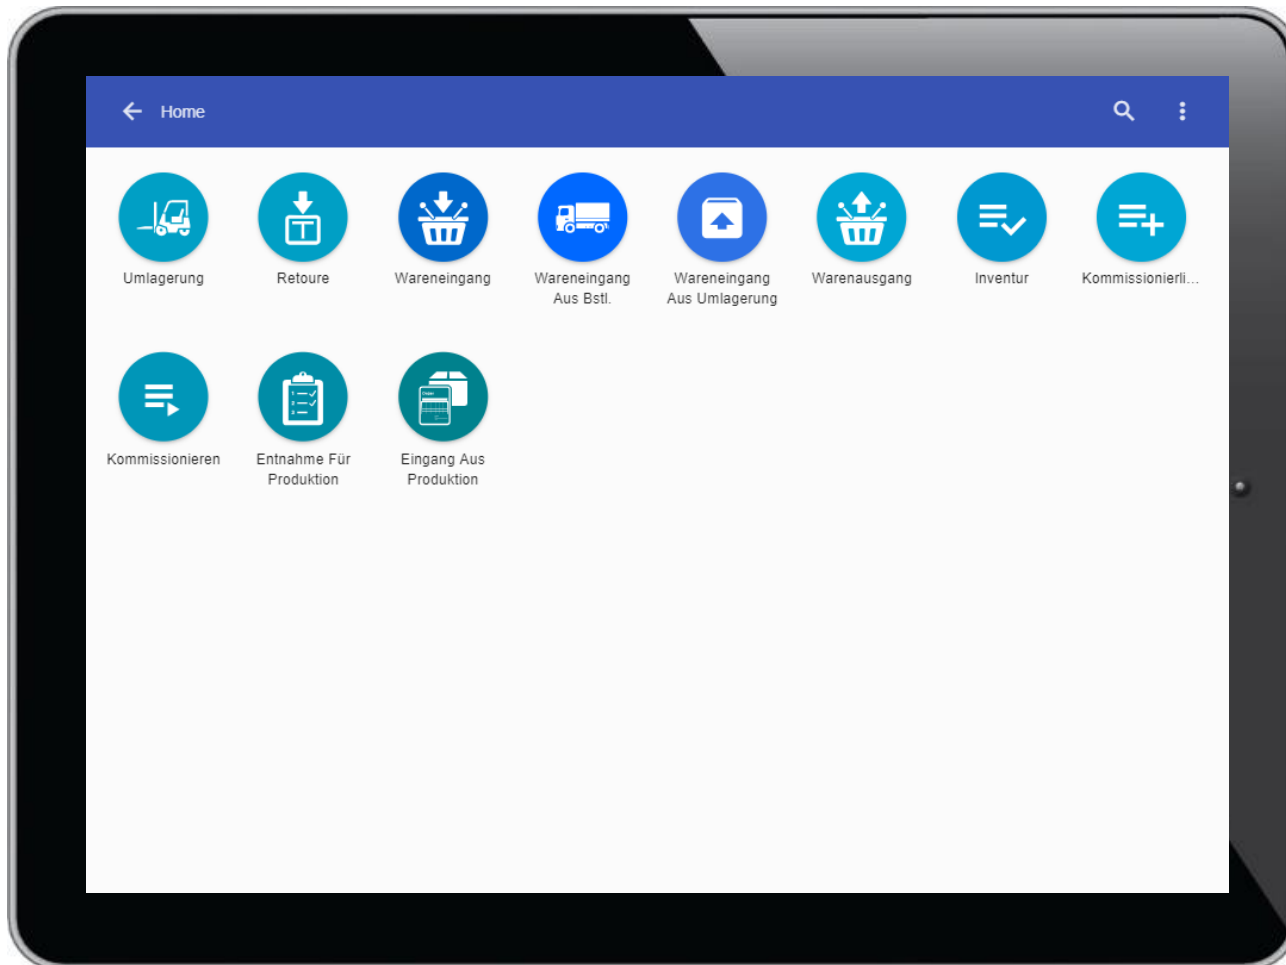 Home
Umlagerung
Retoure
Wareneingang
Wareneingang
Aus Bstl.
Wareneingang
Aus Umlagerung
Warenausgang
Inventur
Kommissionierli...
Kommissionieren
Entnahme Für
Produktion
Eingang Aus
Produktion